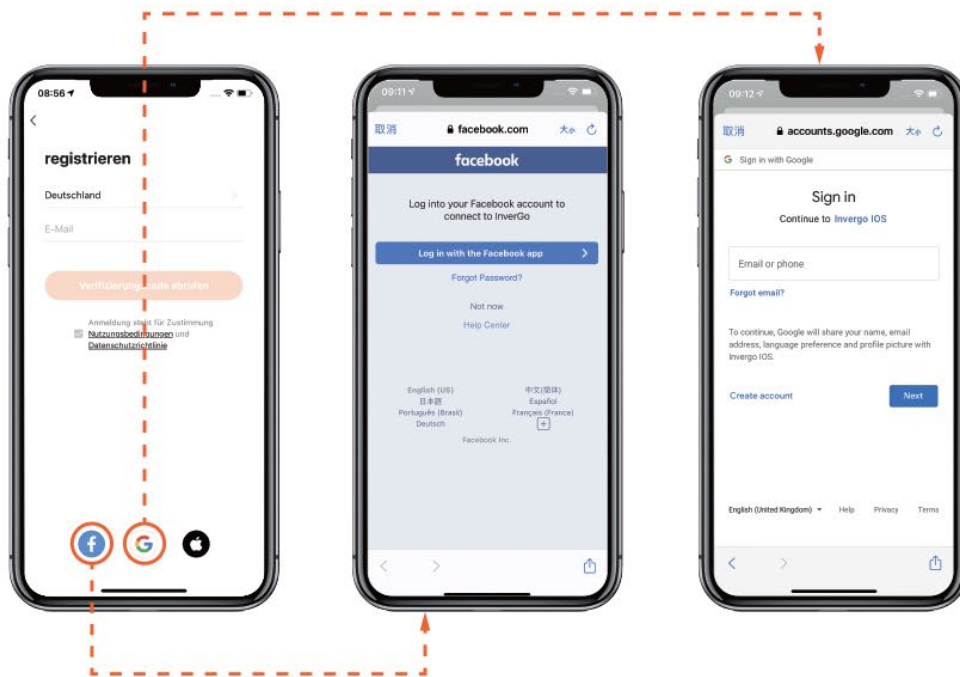 08:56
registrieren
Deutschland
E-Mail
Verifizierungscode abrufen
Anmeldung steht für Zustimmung
Nutzungsbedingungen und
Datenschutzrichtlinie
09:11
取消 facebook.com 大小
facebook
Log into your Facebook account to
connect to InverGo
Log in with the Facebook app
Forgot Password?
Not now
Help Center
English (US) 中文(简体)
日本語 Español
Português (Brasil) Français (France)
Deutsch
Facebook Inc.
09:12
取消 accounts.google.com 大小
Sign in with Google
Sign in
Continue to Invergo IOS
Email or phone
Forgot email?
To continue, Google will share your name, email
address, language preference and profile picture with
Invergo IOS.
Create account Next
English (United Kingdom) Help Privacy Terms